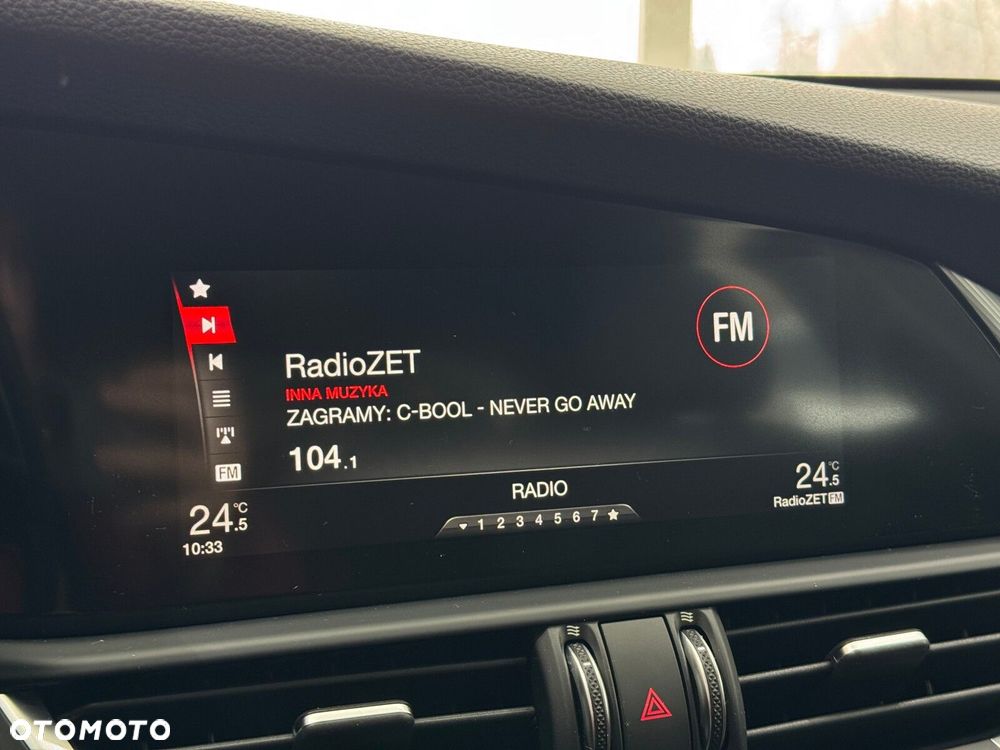 RadioZET
INNA MUZYKA
ZAGRAMY: C-BOOL - NEVER GO AWAY
104.1
FM
FM
24.5 °C
10:33
RADIO
1 2 3 4 5 6 7
24.5 °C
RadioZET FM
OTOMOTO